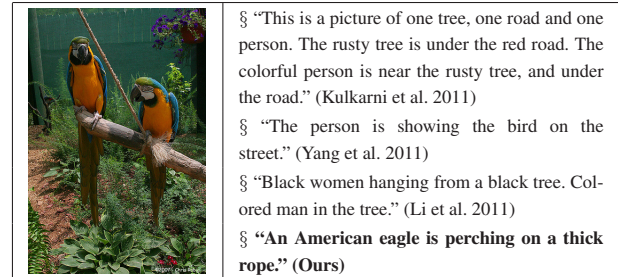 § “This is a picture of one tree, one road and one
person. The rusty tree is under the red road. The
colorful person is near the rusty tree, and under
the road.” (Kulkarni et al. 2011)
§ “The person is showing the bird on the
street.” (Yang et al. 2011)
§ “Black women hanging from a black tree. Col-
ored man in the tree.” (Li et al. 2011)
§ “An American eagle is perching on a thick
rope.” (Ours)